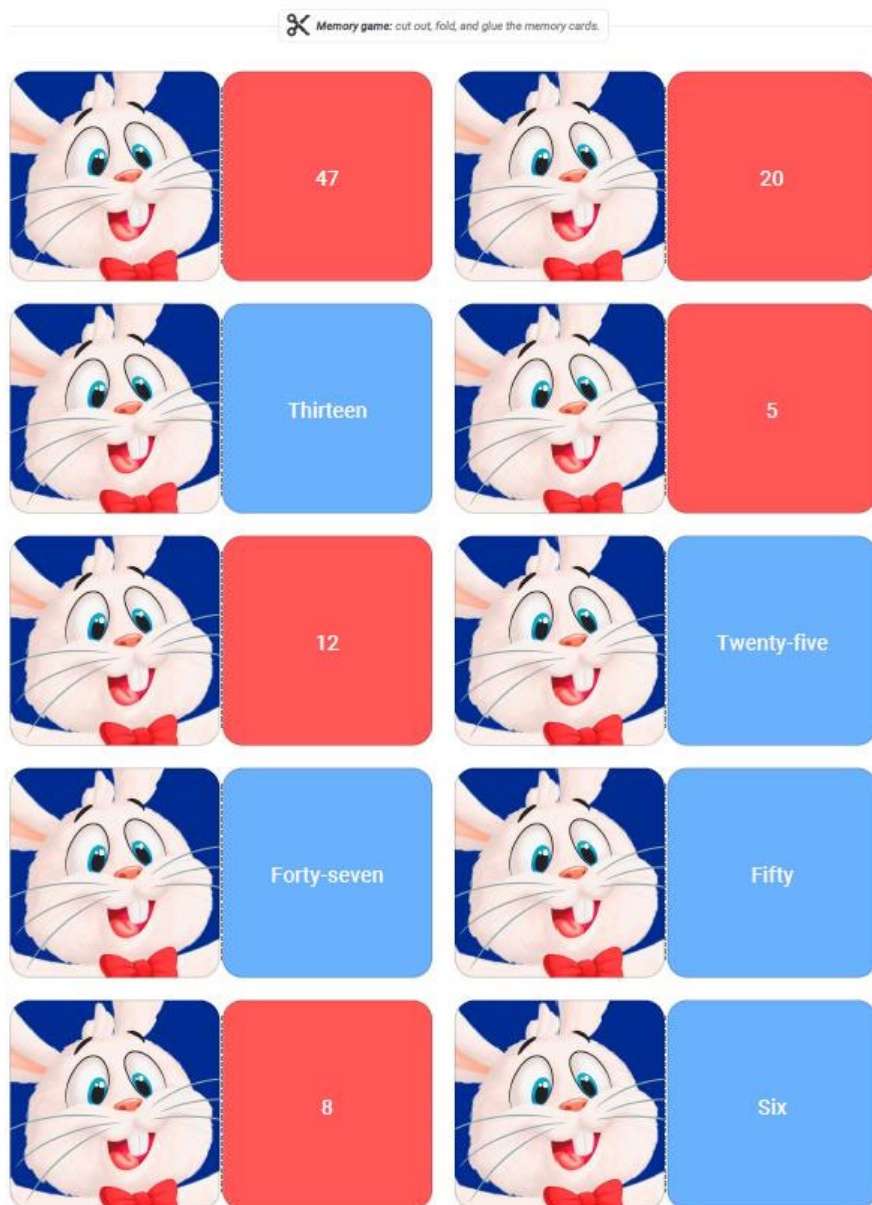 Memory game: cut out, fold, and glue the memory cards.
47
20
Thirteen
5
12
Twenty-five
Forty-seven
Fifty
8
Six